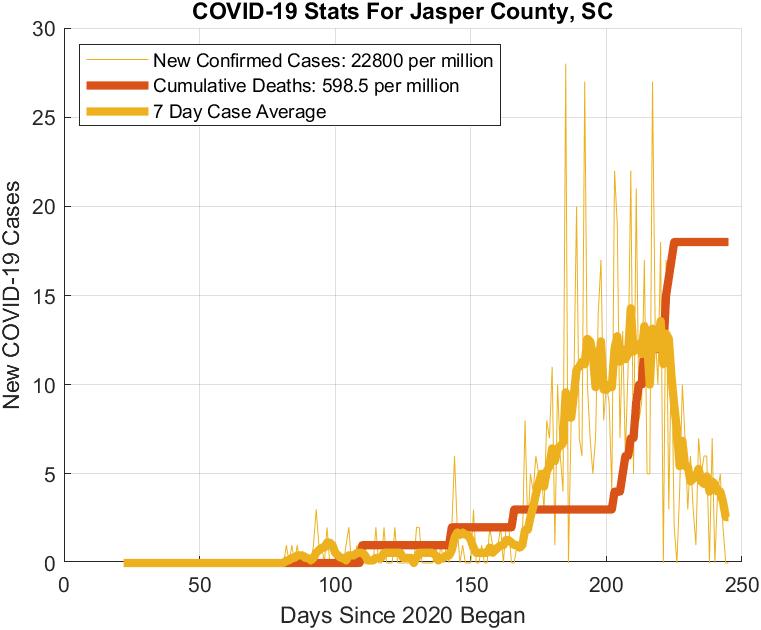 COVID-19 Stats For Jasper County, SC
30
New Confirmed Cases: 22800 per million
Cumulative Deaths: 598.5 per million
7 Day Case Average
25
20
15
10
5
0
New COVID-19 Cases
0 50 100 150 200 250
Days Since 2020 Began